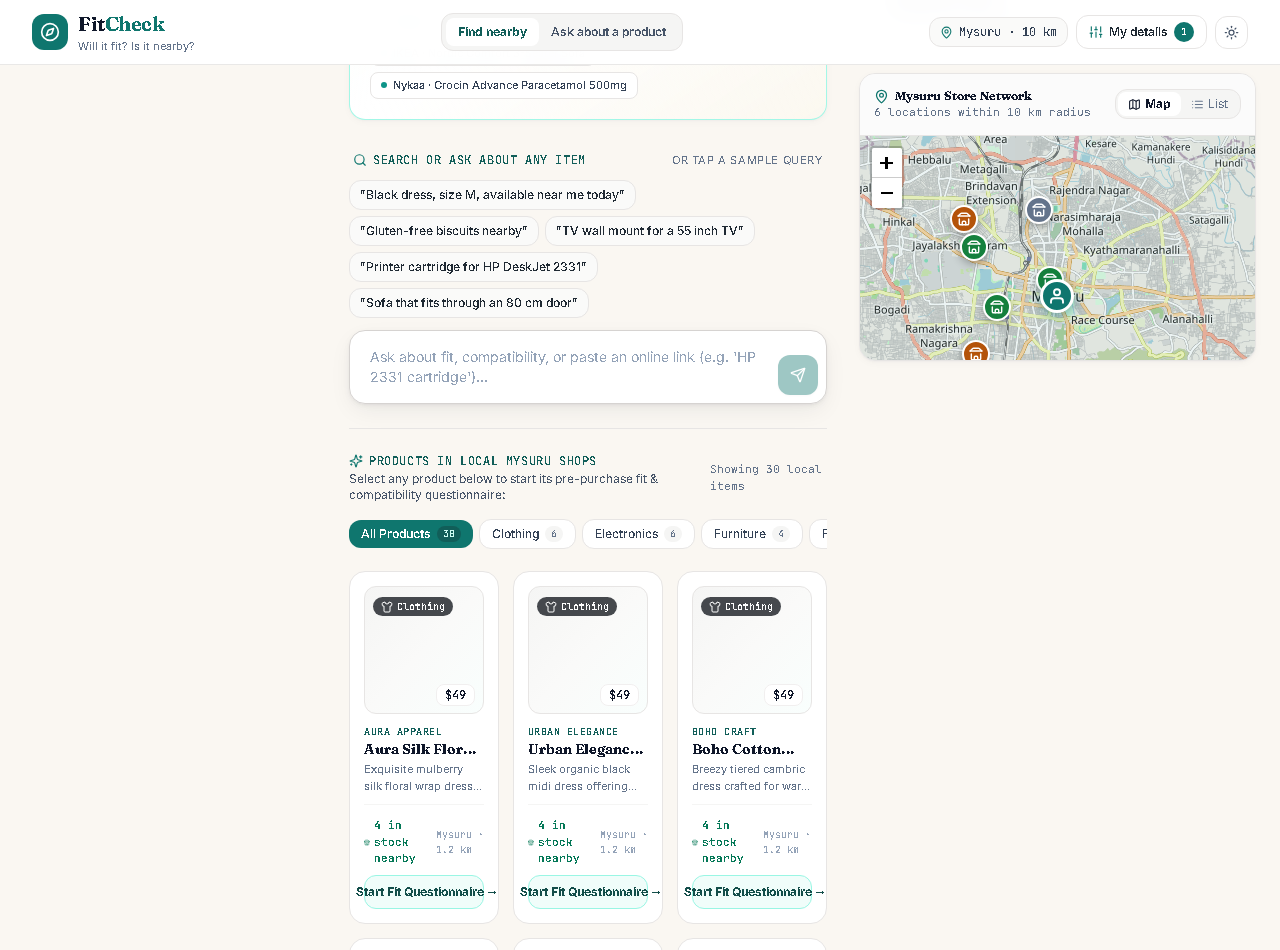 FitCheck
Will it fit? Is it nearby?
Find nearby
Ask about a product
Mysuru · 10 km
My details 1
Nykaa · Crocin Advance Paracetamol 500mg
SEARCH OR ASK ABOUT ANY ITEM
OR TAP A SAMPLE QUERY
"Black dress, size M, available near me today"
"Gluten-free biscuits nearby"
"TV wall mount for a 55 inch TV"
"Printer cartridge for HP DeskJet 2331"
"Sofa that fits through an 80 cm door"
Ask about fit, compatibility, or paste an online link (e.g. 'HP
2331 cartridge')...
PRODUCTS IN LOCAL MYSURU SHOPS
Select any product below to start its pre-purchase fit &
compatibility questionnaire:
Showing 30 local
items
All Products 30
Clothing 6
Electronics 6
Furniture 4
F
Clothing
$49
AURA APPAREL
Aura Silk Flor...
Exquisite mulberry
silk floral wrap dress...
4 in
stock
nearby
Mysuru ·
1.2 km
Start Fit Questionnaire →
Clothing
$49
URBAN ELEGANCE
Urban Eleganc...
Sleek organic black
midi dress offering...
4 in
stock
nearby
Mysuru ·
1.2 km
Start Fit Questionnaire →
Clothing
$49
BOHO CRAFT
Boho Cotton...
Breezy tiered cambric
dress crafted for war...
4 in
stock
nearby
Mysuru ·
1.2 km
Start Fit Questionnaire →
Mysuru Store Network
6 locations within 10 km radius
Map
List
+
−
Area
Hebbalu
Metagalli
Brindavan
Extension
Kesare
Kamanakere
Hundi
Kalisiddana
Hundi
Rajendra Nagar
Hinkal
Narasimharaja
Mohalla
Satagalli
Kyathamaranahalli
Bogadi
Race Course
Alanahalli
Ramakrishna
Nagara